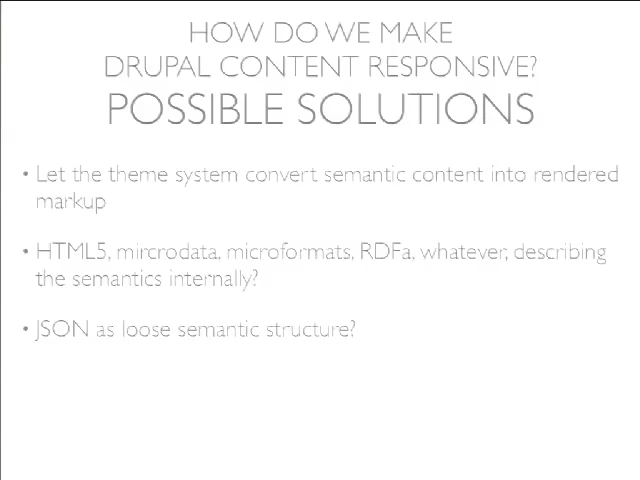 HOW DO WE MAKE
DRUPAL CONTENT RESPONSIVE?
POSSIBLE SOLUTIONS
• Let the theme system convert semantic content into rendered
markup
• HTML5, mircrodata, microformats, RDFa, whatever, describing
the semantics internally?
• JSON as loose semantic structure?